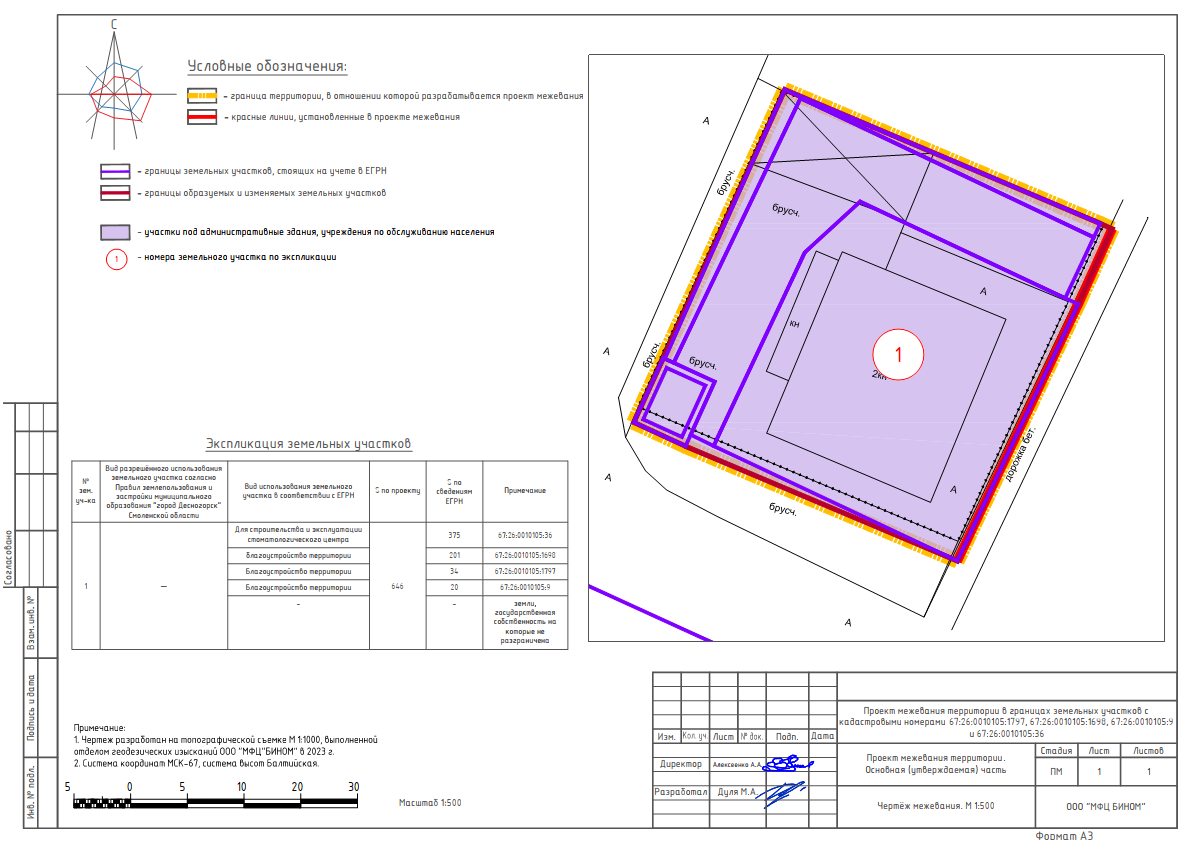 С
Условные обозначения:
- граница территории, в отношении которой разрабатывается проект межевания
- красные линии, установленные в проекте межевания
- границы земельных участков, стоящих на учете в ЕГРН
- границы образуемых и изменяемых земельных участков
- участки под административные здания, учреждения по обслуживанию населения
1
- номера земельного участка по экспликации
А
брусч.
брусч.
А
кн
1
2кн
А
брусч.
брусч.
А
дорожка бет.
А
брусч.
А
Экспликация земельных участков
№
зем.
уч-ка
Вид разрешённого использования
земельного участка согласно
Правил землепользования и
застройки муниципального
образования "город Десногорск"
Смоленской области
Вид использования земельного
участка в соответствии с ЕГРН
S по проекту
S по
сведениям
ЕГРН
Примечание
1
—
Для строительства и эксплуатации
стоматологического центра
646
375
67:26:0010105:36
Благоустройство территории
201
67:26:0010105:1698
Благоустройство территории
34
67:26:0010105:1797
Благоустройство территории
20
67:26:0010105:9
-
-
земли,
государственная
собственность на
которые не
разграничена
Примечание:
1. Чертеж разработан на топографической съемке М 1:1000, выполненной
отделом геодезических изысканий ООО "МФЦ"БИНОМ" в 2023 г.
2. Система координат МСК-67, система высот Балтийская.
5 0 5 10 20 30
Масштаб 1:500
Согласовано
Взам. инв. №
Подпись и дата
Инв. № подл.
Изм. Кол. уч. Лист № док. Подп. Дата
Директор Алексеенко А.А.
Разработал Дуля М.А.
Проект межевания территории в границах земельных участков с
кадастровыми номерами 67:26:0010105:1797, 67:26:0010105:1698, 67:26:0010105:9
и 67:26:0010105:36
Проект межевания территории.
Основная (утверждаемая) часть
Стадия Лист Листов
ПМ 1 1
Чертёж межевания. М 1:500
ООО "МФЦ БИНОМ"
Формат А3